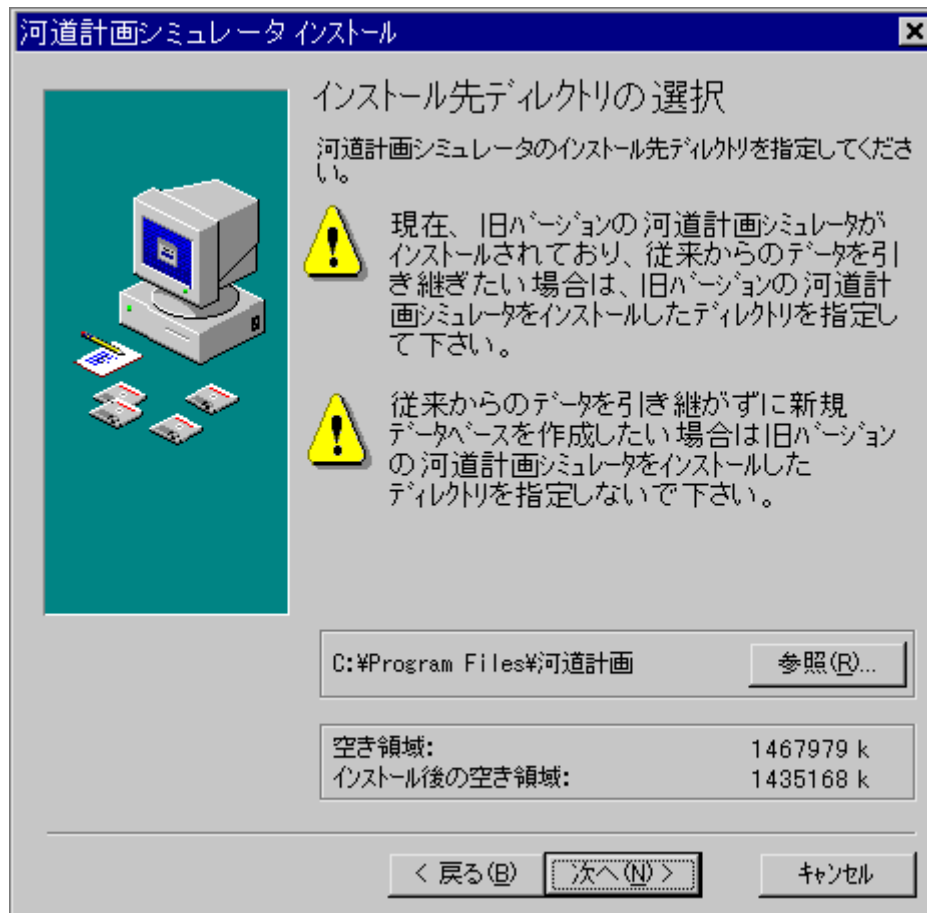 河道計画シミュレータ インストール
インストール先ディレクトリの選択
河道計画シミュレータのインストール先ディレクトリを指定してくださ
い。
現在、旧バージョンの河道計画シミュレータが
インストールされており、従来からのデータを引
き継ぎたい場合は、旧バージョンの河道計
画シミュレータをインストールしたディレクトリを指定し
て下さい。
従来からのデータを引き継がずに新規
データベースを作成したい場合は旧バージョン
の河道計画シミュレータをインストールした
ディレクトリを指定しないで下さい。
C:¥Program Files¥河道計画
参照(R)...
空き領域: 1467979 k
インストール後の空き領域: 1435168 k
< 戻る(B) 次へ(N) > キャンセル